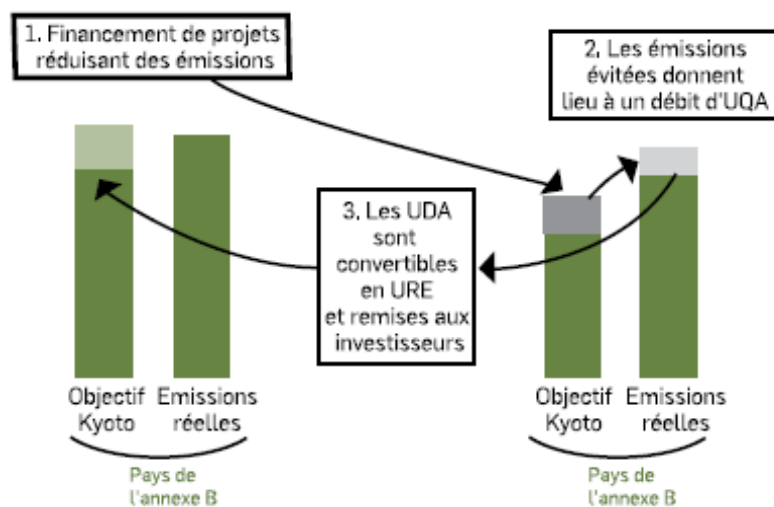 1. Financement de projets
réduisant des émissions
2. Les émissions
évitées donnent
lieu à un débit d'UQA
3. Les UDA
sont
convertibles
en URE
et remises aux
investisseurs
Objectif
Kyoto
Emissions
réelles
Pays de
l'annexe B
Objectif
Kyoto
Emissions
réelles
Pays de
l'annexe B